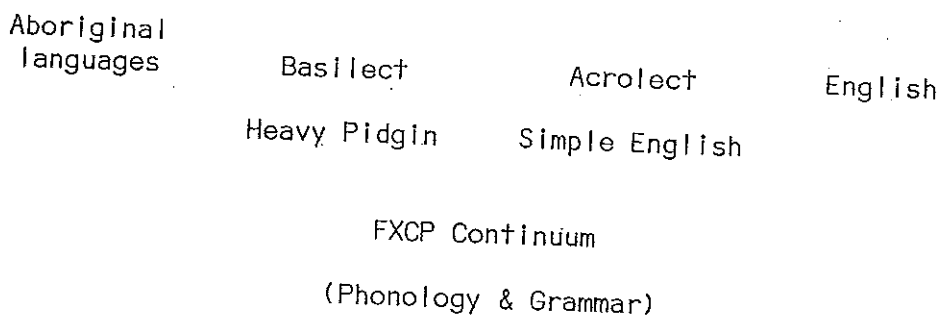 Aboriginal
languages
Basilect
Acrolect
English
Heavy Pidgin
Simple English
FXCP Continuum
(Phonology & Grammar)